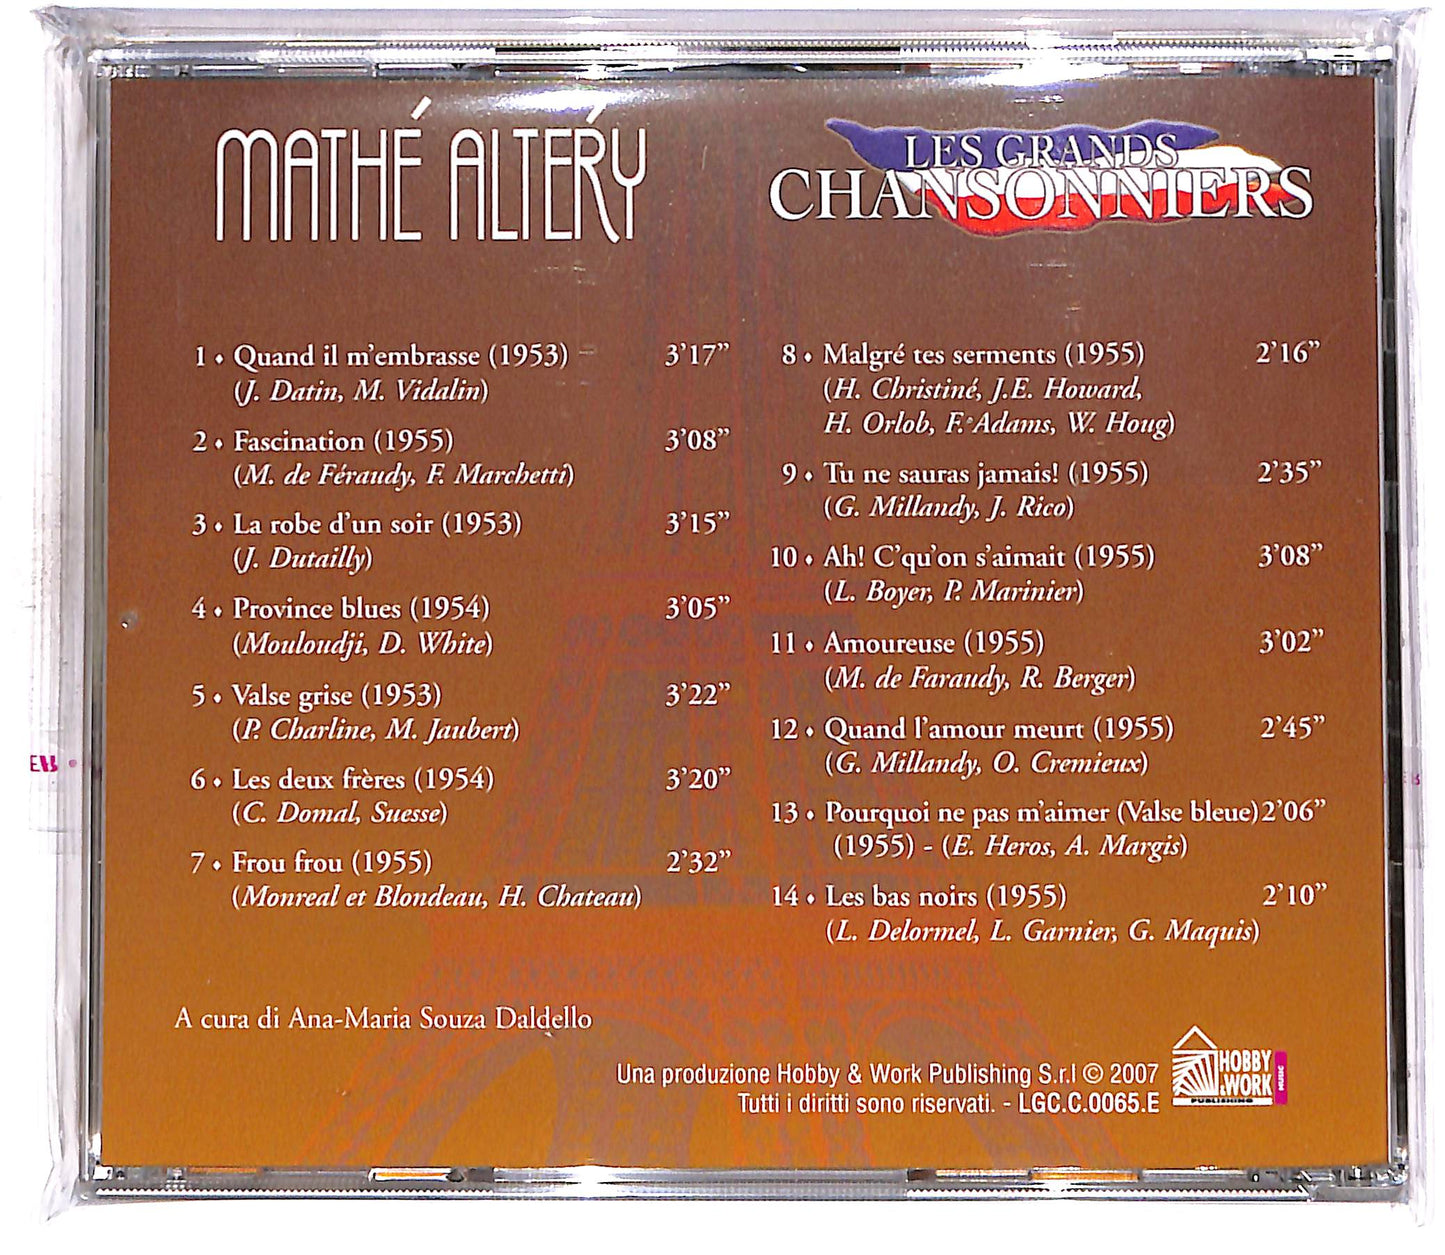 MATHÉ ALTERY
LES GRANDS
CHANSONNIERS
1 • Quand il m'embrasse (1953) 3'17”
(J. Datin, M. Vidalin)
2 • Fascination (1955) 3'08”
(M. de Féraudy, F. Marchetti)
3 • La robe d'un soir (1953) 3'15”
(J. Dutailly)
4 • Province blues (1954) 3'05”
(Mouloudji, D. White)
5 • Valse grise (1953) 3'22”
(P. Charline, M. Jaubert)
6 • Les deux frères (1954) 3'20”
(C. Domal, Suesse)
7 • Frou frou (1955) 2'32”
(Monreal et Blondeau, H. Chateau)
8 • Malgré tes serments (1955) 2'16”
(H. Christiné, J.E. Howard,
H. Orlob, F. Adams, W. Houg)
9 • Tu ne sauras jamais! (1955) 2'35”
(G. Millandy, J. Rico)
10 • Ah! C'qu'on s'aimait (1955) 3'08”
(L. Boyer, P. Marinier)
11 • Amoureuse (1955) 3'02”
(M. de Faraudy, R. Berger)
12 • Quand l'amour meurt (1955) 2'45”
(G. Millandy, O. Cremieux)
13 • Pourquoi ne pas m'aimer (Valse bleue) 2'06”
(1955) - (E. Heros, A. Margis)
14 • Les bas noirs (1955) 2'10”
(L. Delormel, L. Garnier, G. Maquis)
A cura di Ana-Maria Souza Daldello
Una produzione Hobby & Work Publishing S.r.l © 2007
Tutti i diritti sono riservati. - LGC.C.0065.E
HOBBY
& WORK
PUBLISHING
MUSIC